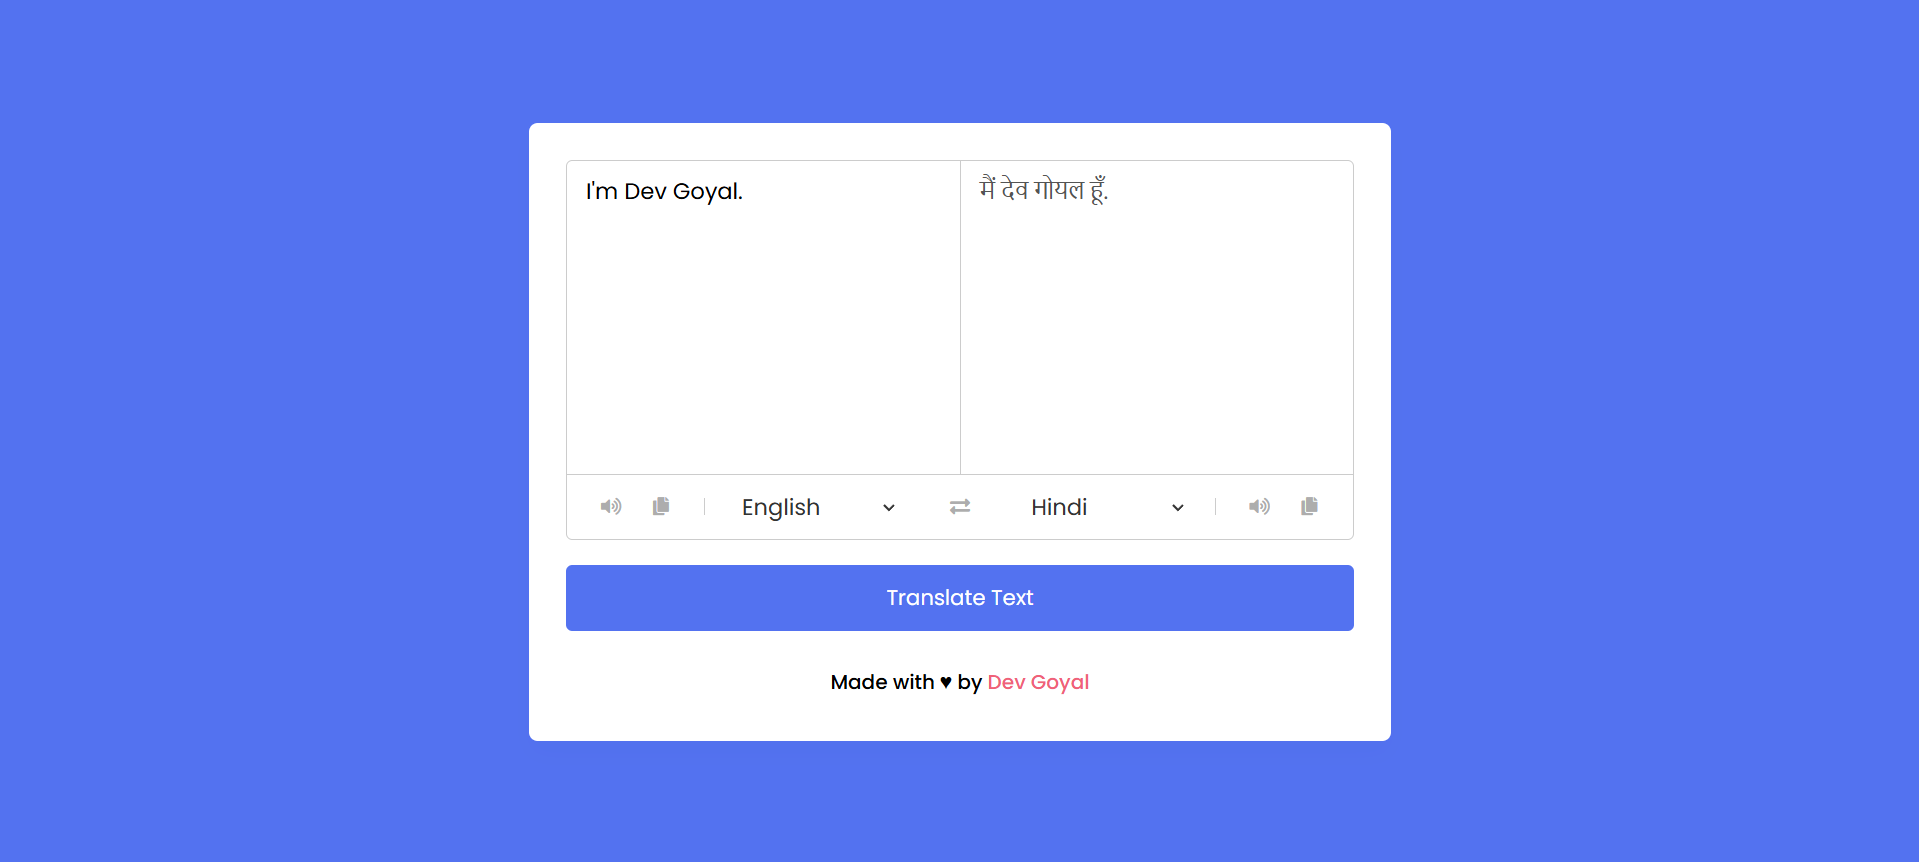 I'm Dev Goyal.
मैं देव गोयल हूँ.
English
Hindi
Translate Text
Made with ♥ by Dev Goyal